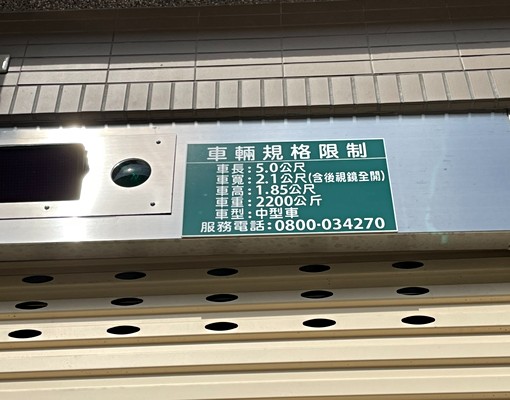 車輛規格限制
車長：5.0公尺
車寬：2.1公尺(含後視鏡全開)
車高：1.85公尺
車重：2200公斤
車型：中型車
服務電話：0800-034270